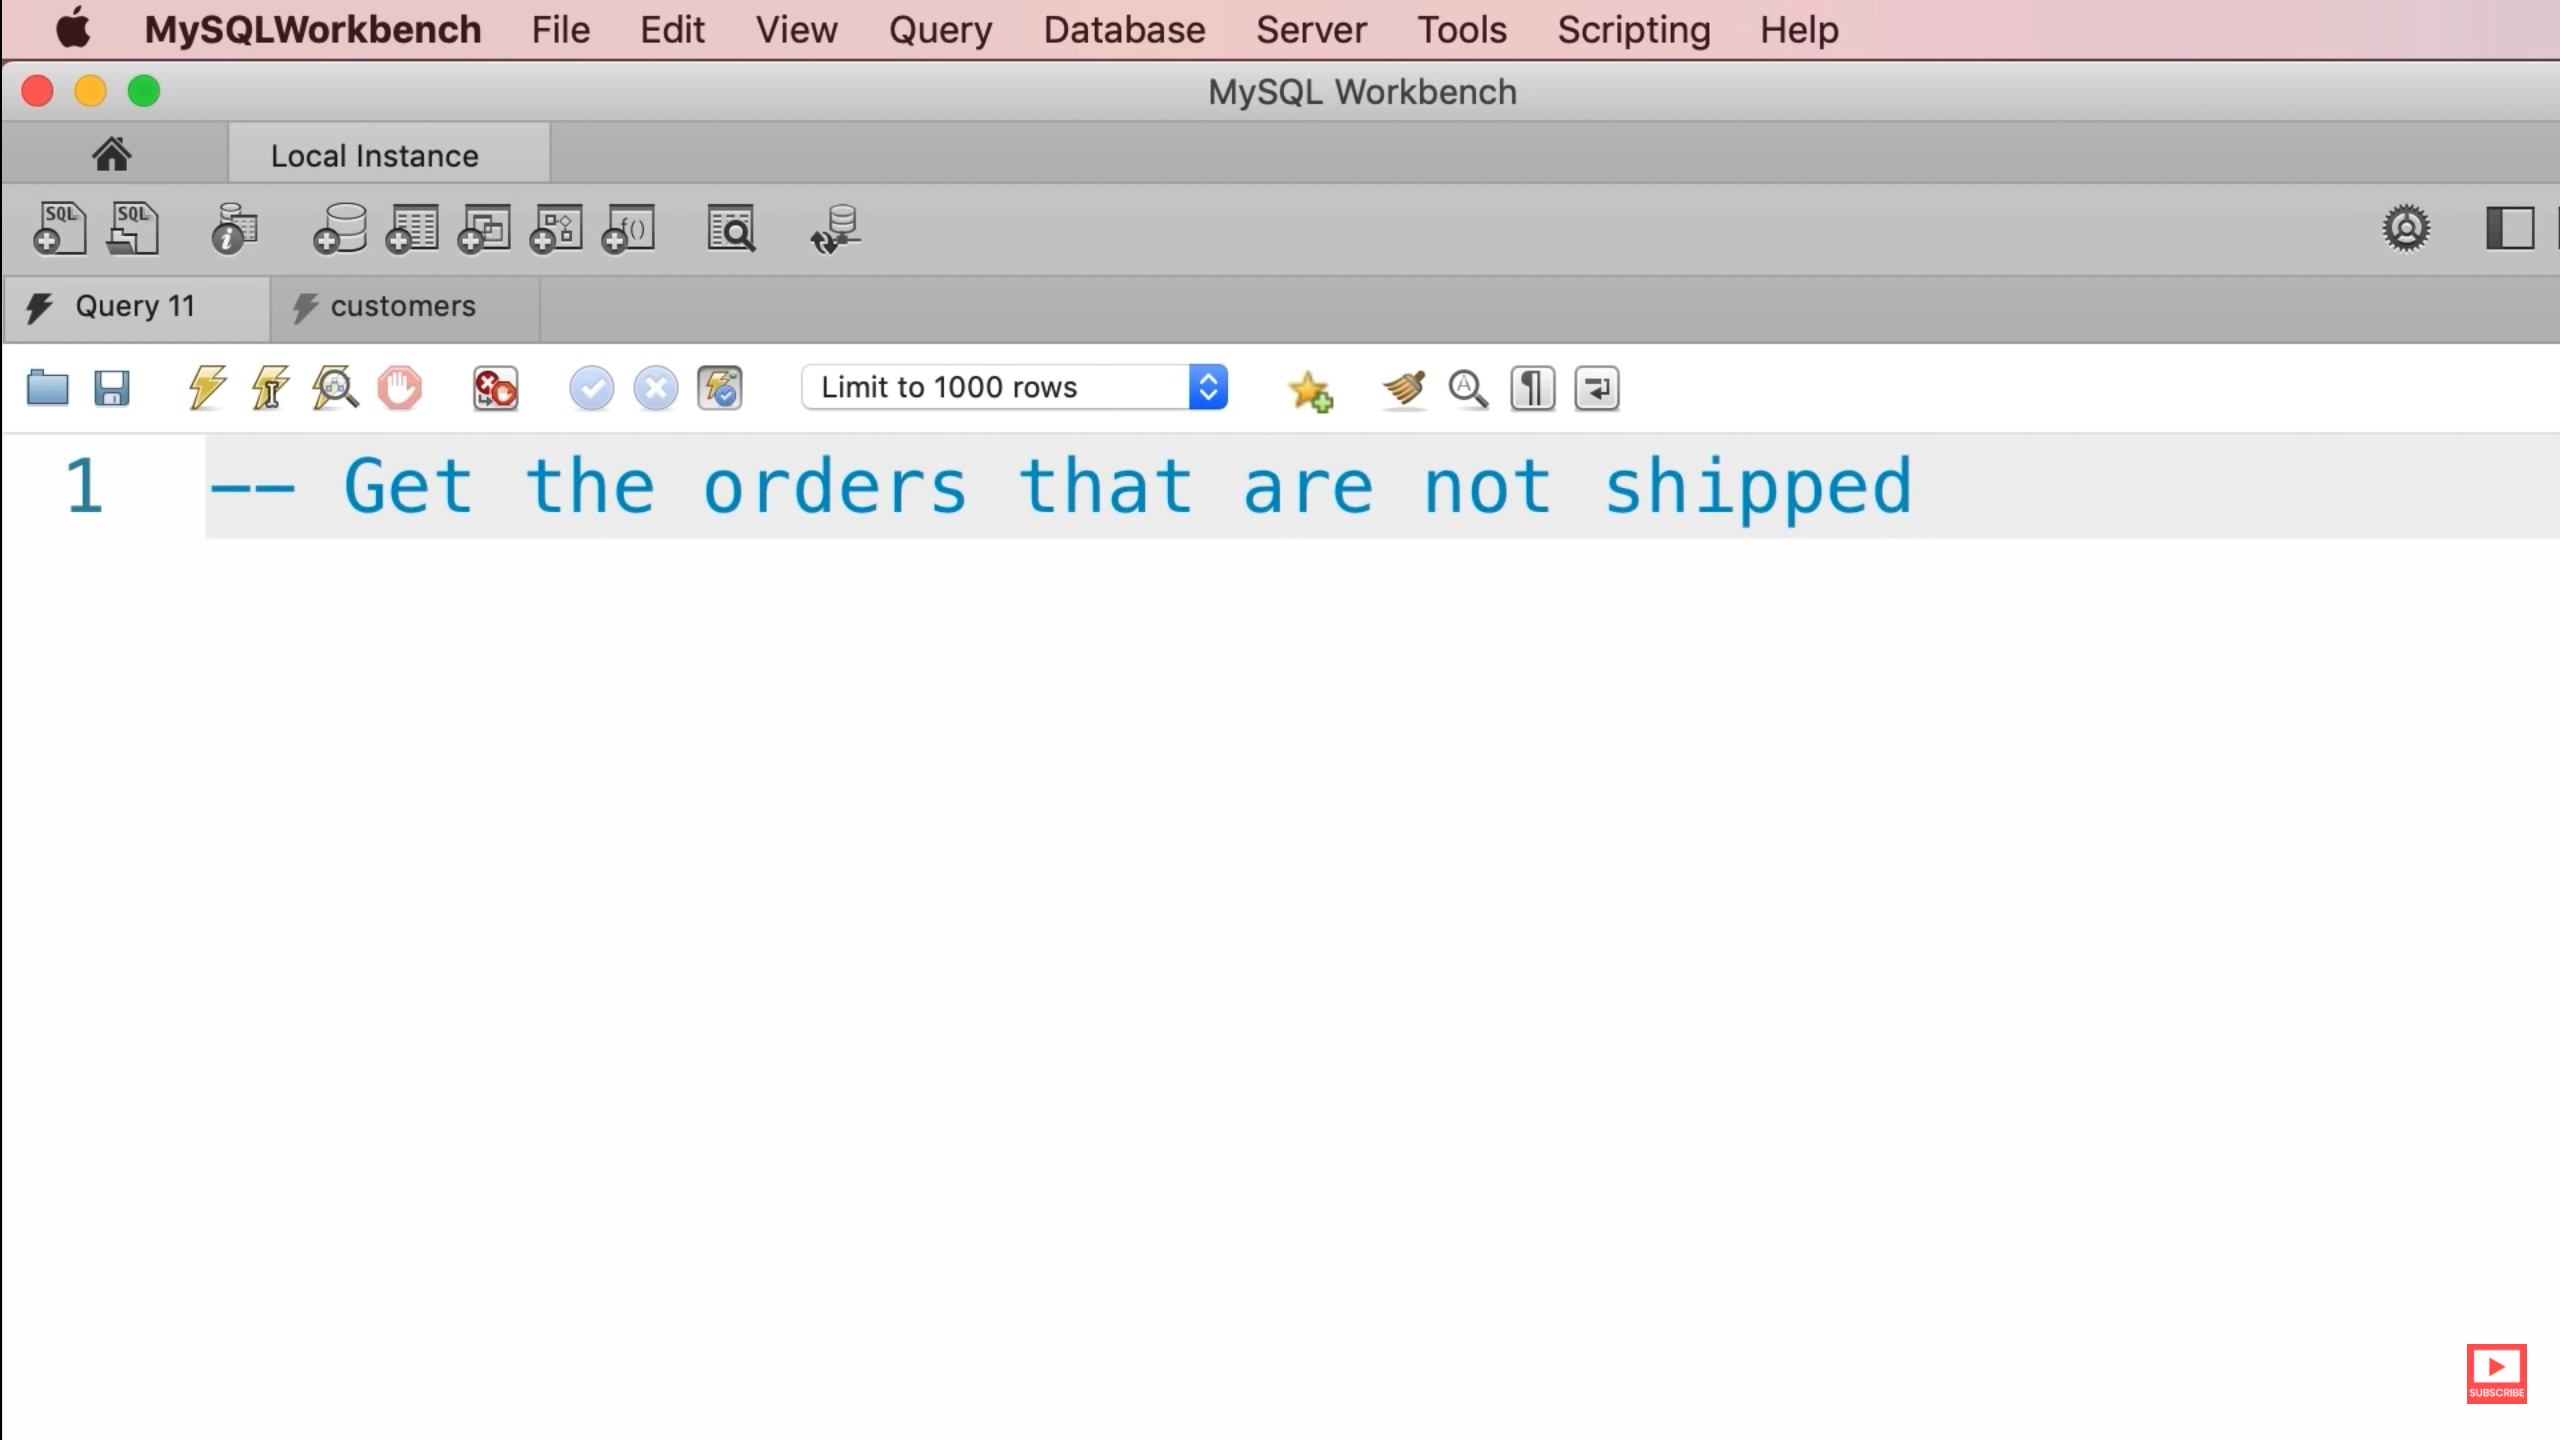 MySQLWorkbench File Edit View Query Database Server Tools Scripting Help
MySQL Workbench
Local Instance
SQL SQL i f()
Query 11 customers
Limit to 1000 rows A ¶
1 -- Get the orders that are not shipped
SUBSCRIBE